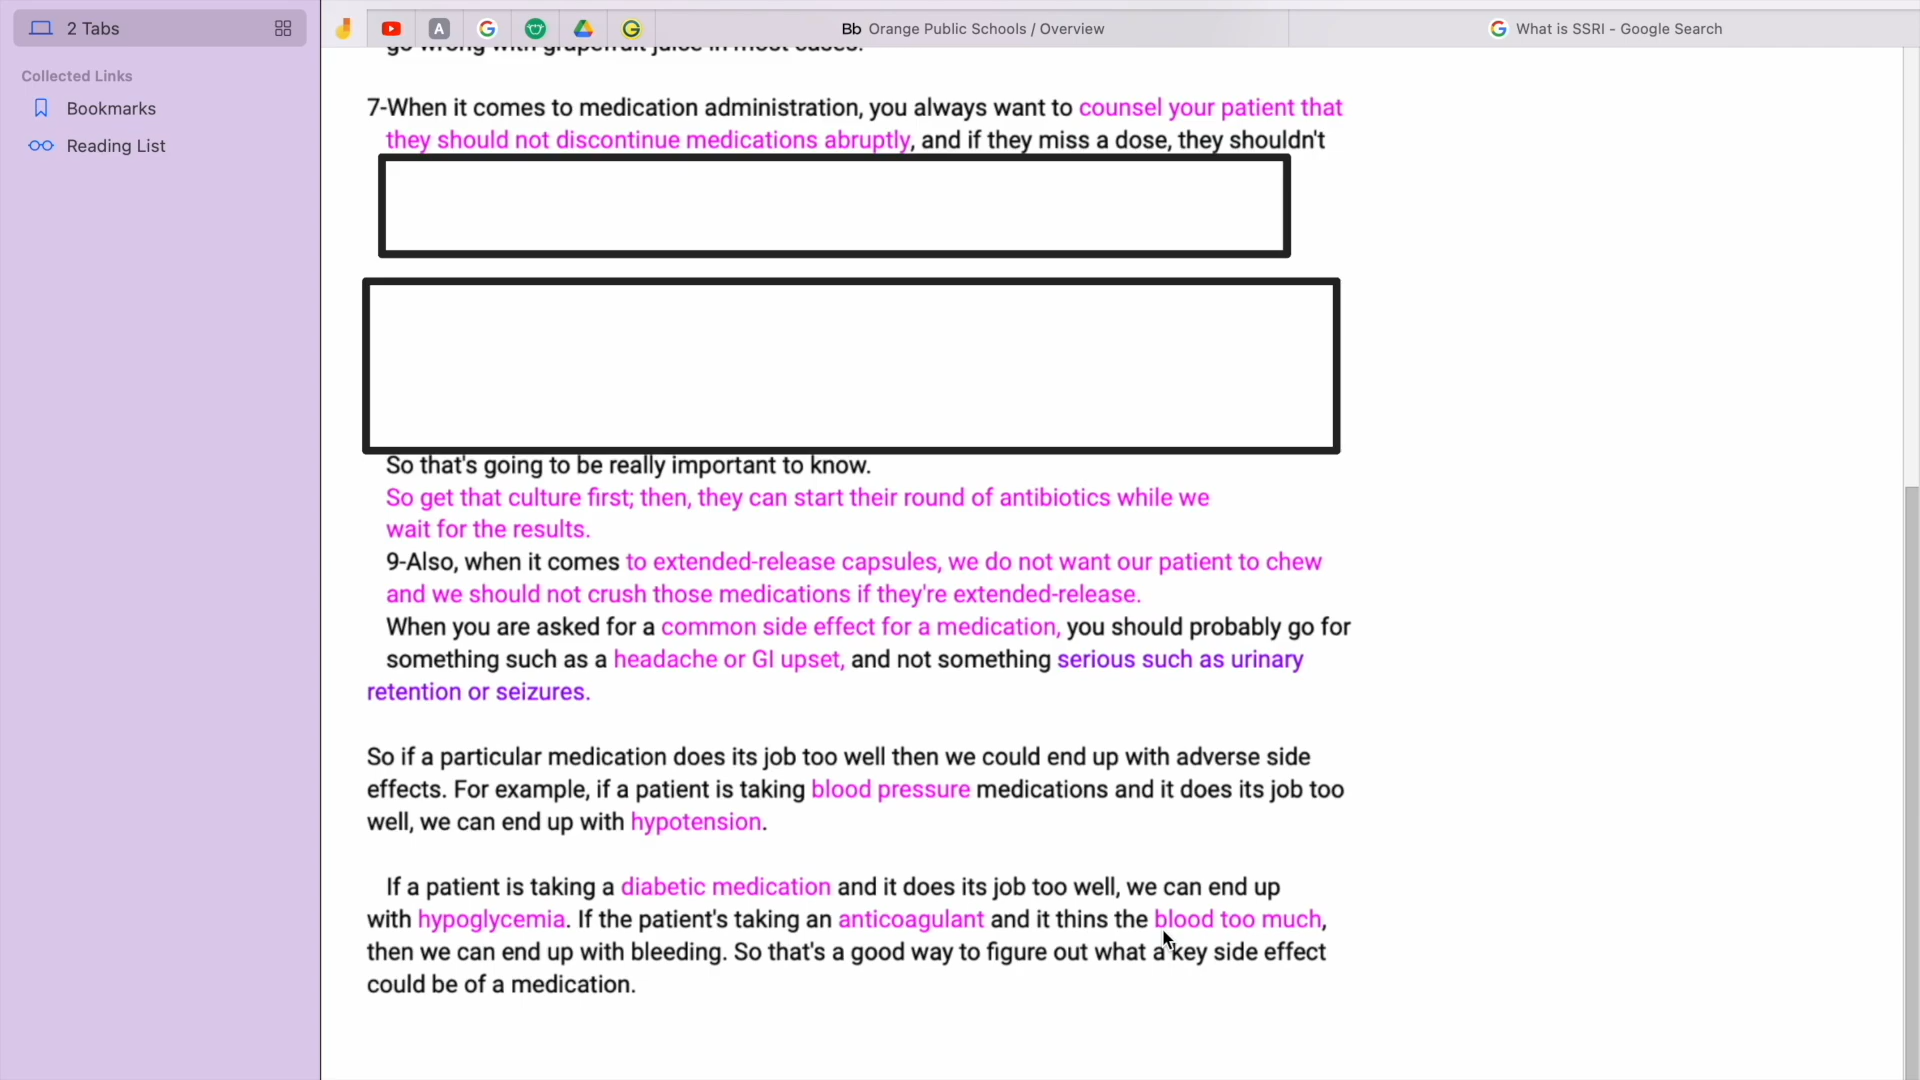 2 Tabs
Collected Links
Bookmarks
Reading List
A
G
Bb Orange Public Schools / Overview
What is SSRI - Google Search
go wrong with grapefruit juice in most cases.
7-When it comes to medication administration, you always want to counsel your patient that
they should not discontinue medications abruptly, and if they miss a dose, they shouldn't
So that's going to be really important to know.
So get that culture first; then, they can start their round of antibiotics while we
wait for the results.
9-Also, when it comes to extended-release capsules, we do not want our patient to chew
and we should not crush those medications if they're extended-release.
When you are asked for a common side effect for a medication, you should probably go for
something such as a headache or GI upset, and not something serious such as urinary
retention or seizures.
So if a particular medication does its job too well then we could end up with adverse side
effects. For example, if a patient is taking blood pressure medications and it does its job too
well, we can end up with hypotension.
If a patient is taking a diabetic medication and it does its job too well, we can end up
with hypoglycemia. If the patient's taking an anticoagulant and it thins the blood too much,
then we can end up with bleeding. So that's a good way to figure out what a key side effect
could be of a medication.